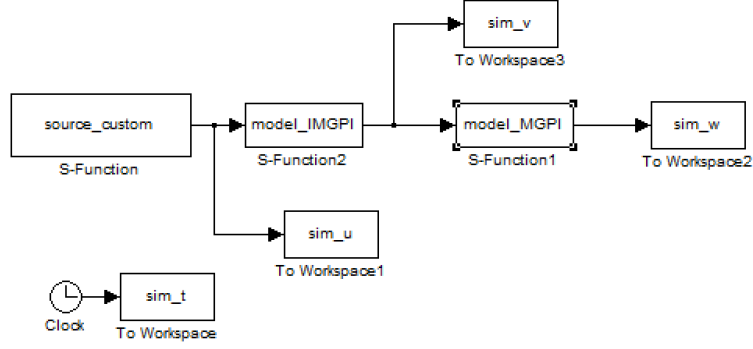 sim_v
To Workspace3
source_custom
model_IMGPI
model_MGPI
sim_w
S-Function
S-Function2
S-Function1
To Workspace2
sim_u
To Workspace1
sim_t
Clock
To Workspace